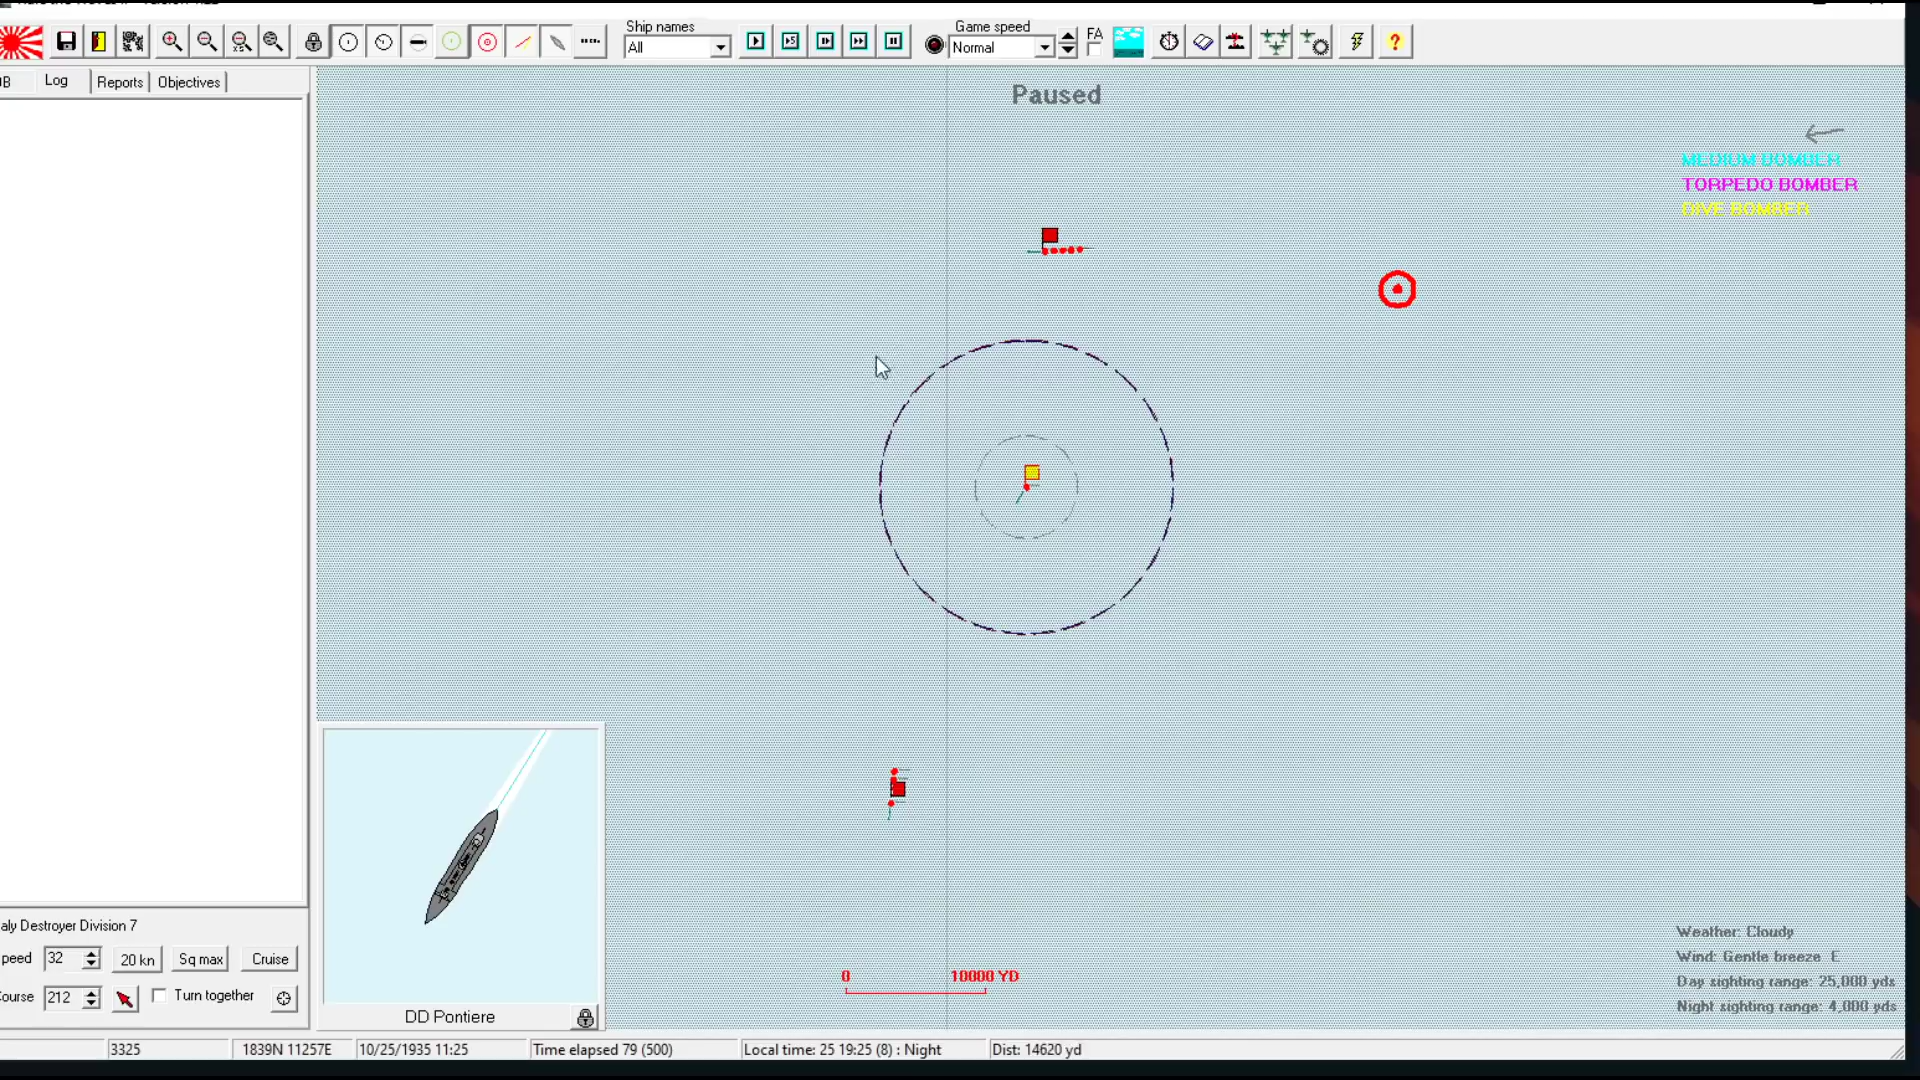 Ship names
All
Game speed
Normal
FA
x.5
x5
?
Log
Reports
Objectives
Paused
MEDIUM BOMBER
TORPEDO BOMBER
DIVE BOMBER
aly Destroyer Division 7
peed
32
20 kn
Sq max
Cruise
ourse
212
Turn together
DD Pontiere
0
10000 YD
Weather: Cloudy
Wind: Gentle breeze E
Day sighting range: 25,000 yds
Night sighting range: 4,000 yds
3325
1839N 11257E
10/25/1935 11:25
Time elapsed 79 (500)
Local time: 25 19:25 (8) : Night
Dist: 14620 yd